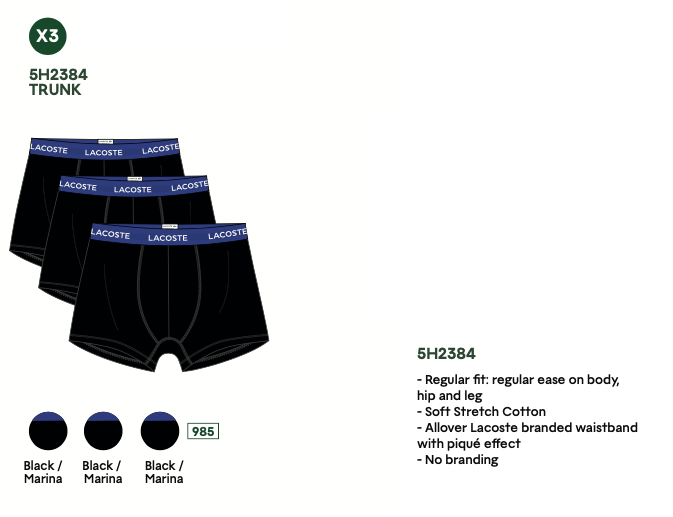 X3
5H2384
TRUNK
LACOSTE LACOSTE LACOSTE
LACOSTE LACOSTE LACOSTE
LACOSTE LACOSTE LACOSTE
985
Black / Black / Black /
Marina Marina Marina
5H2384
- Regular fit: regular ease on body,
hip and leg
- Soft Stretch Cotton
- Allover Lacoste branded waistband
with piqué effect
- No branding